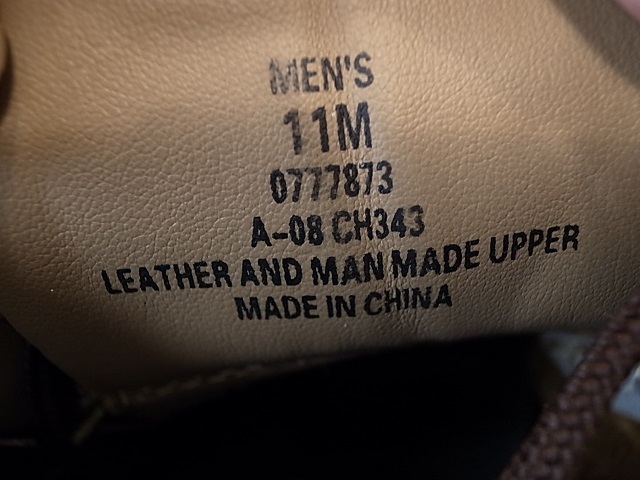 MEN'S
11M
0777873
A-08 CH343
LEATHER AND MAN MADE UPPER
MADE IN CHINA